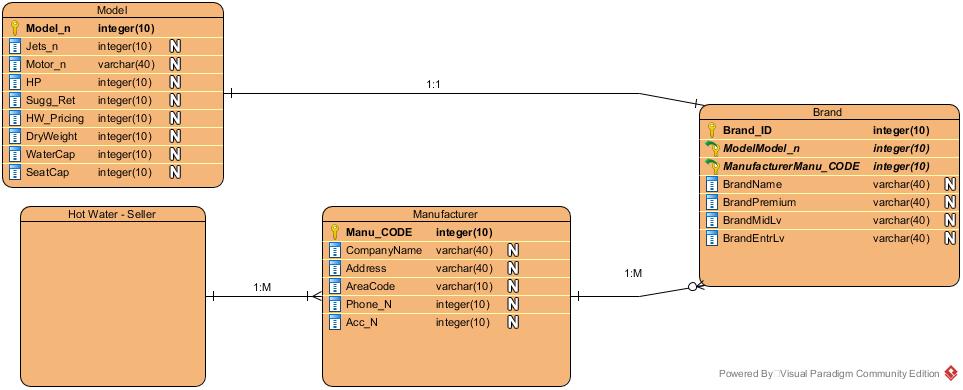 Model
Model_n integer(10)
Jets_n integer(10) N
Motor_n varchar(40) N
HP integer(10) N
Sugg_Ret integer(10) N
HW_Pricing integer(10) N
DryWeight integer(10) N
WaterCap integer(10) N
SeatCap integer(10) N
1:1
Brand
Brand_ID integer(10)
ModelModel_n integer(10)
ManufacturerManu_CODE integer(10)
BrandName varchar(40) N
BrandPremium varchar(40) N
BrandMidLv varchar(40) N
BrandEntrLv varchar(40) N
Hot Water - Seller
1:M
Manufacturer
Manu_CODE integer(10)
CompanyName varchar(40) N
Address varchar(40) N
AreaCode varchar(10) N
Phone_N integer(10) N
Acc_N integer(10) N
1:M
Powered By Visual Paradigm Community Edition